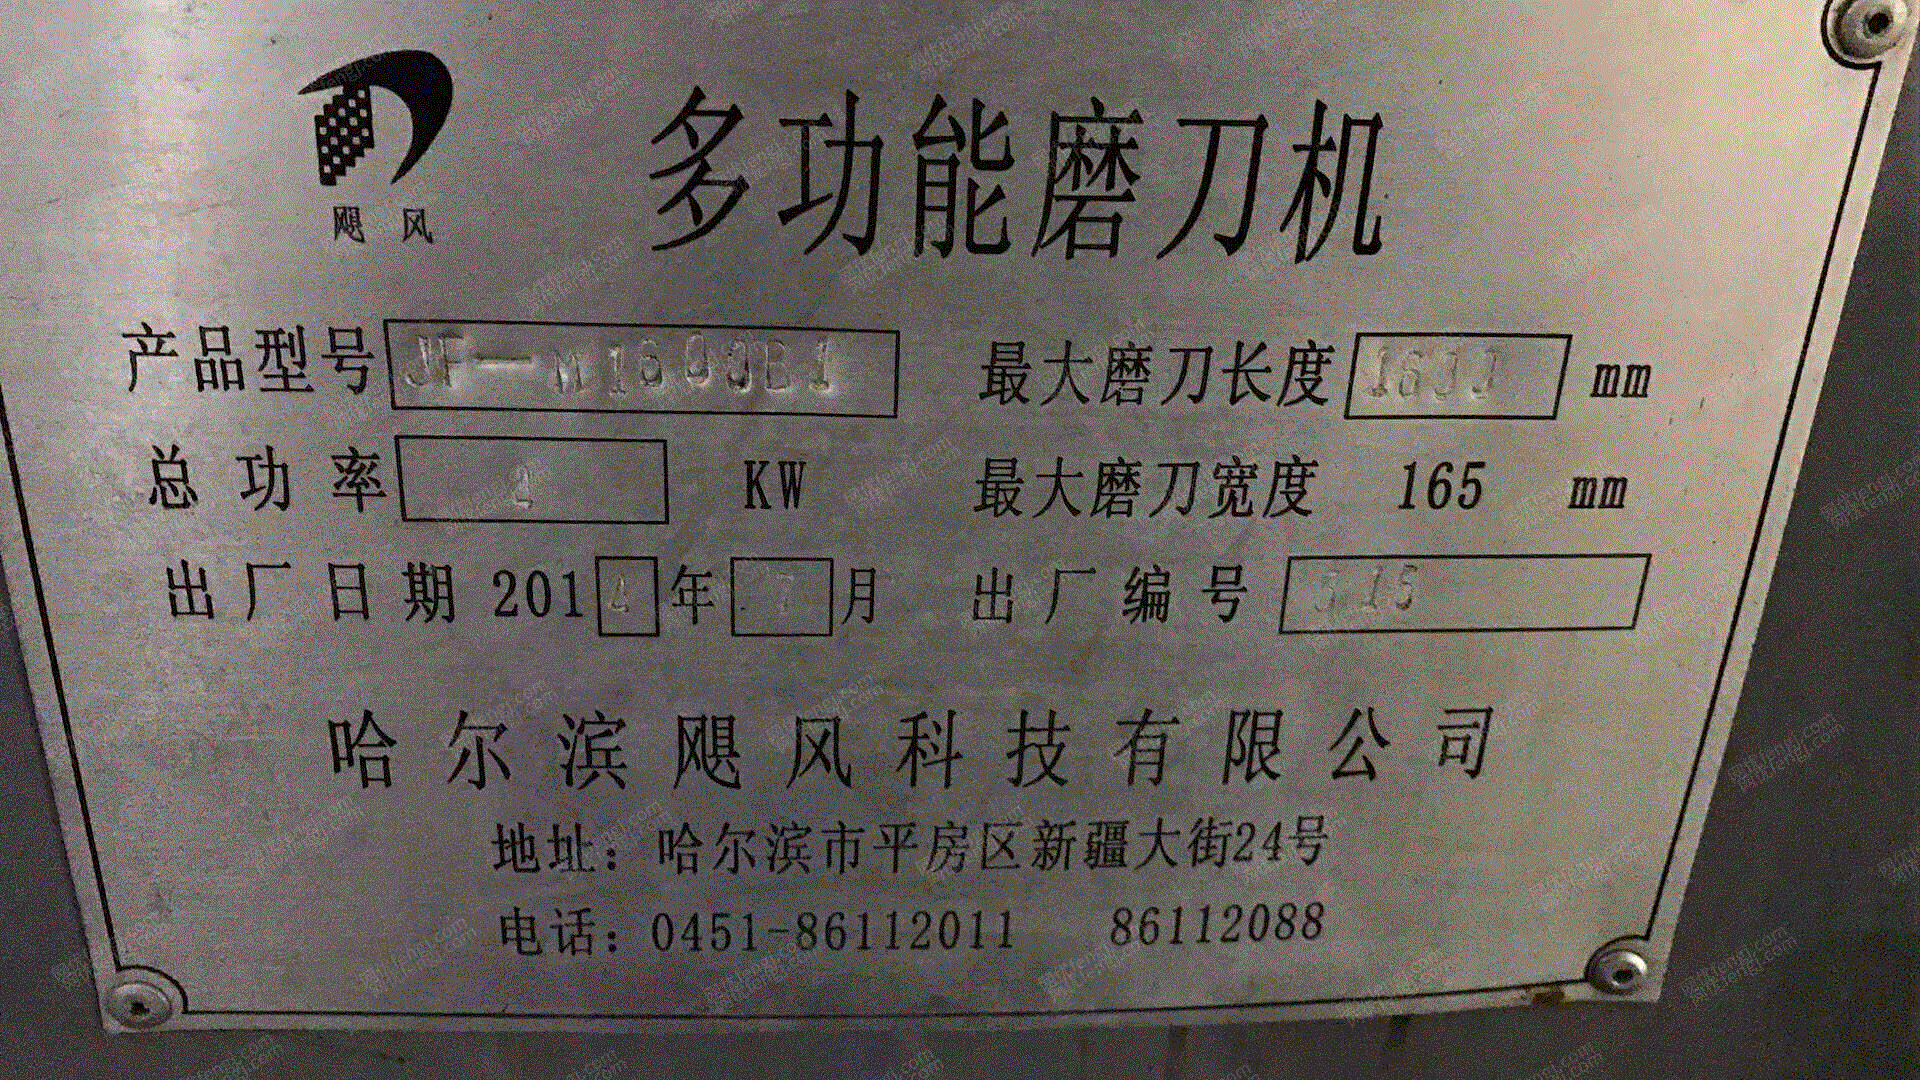 飓风
多功能磨刀机
产品型号 JF-M1600B1 最大磨刀长度 1600 mm
总功率 KW 最大磨刀宽度 165 mm
出厂日期 2014年7月 出厂编号 515
哈尔滨飓风科技有限公司
地址：哈尔滨市平房区新疆大街24号
电话：0451-86112011 86112088